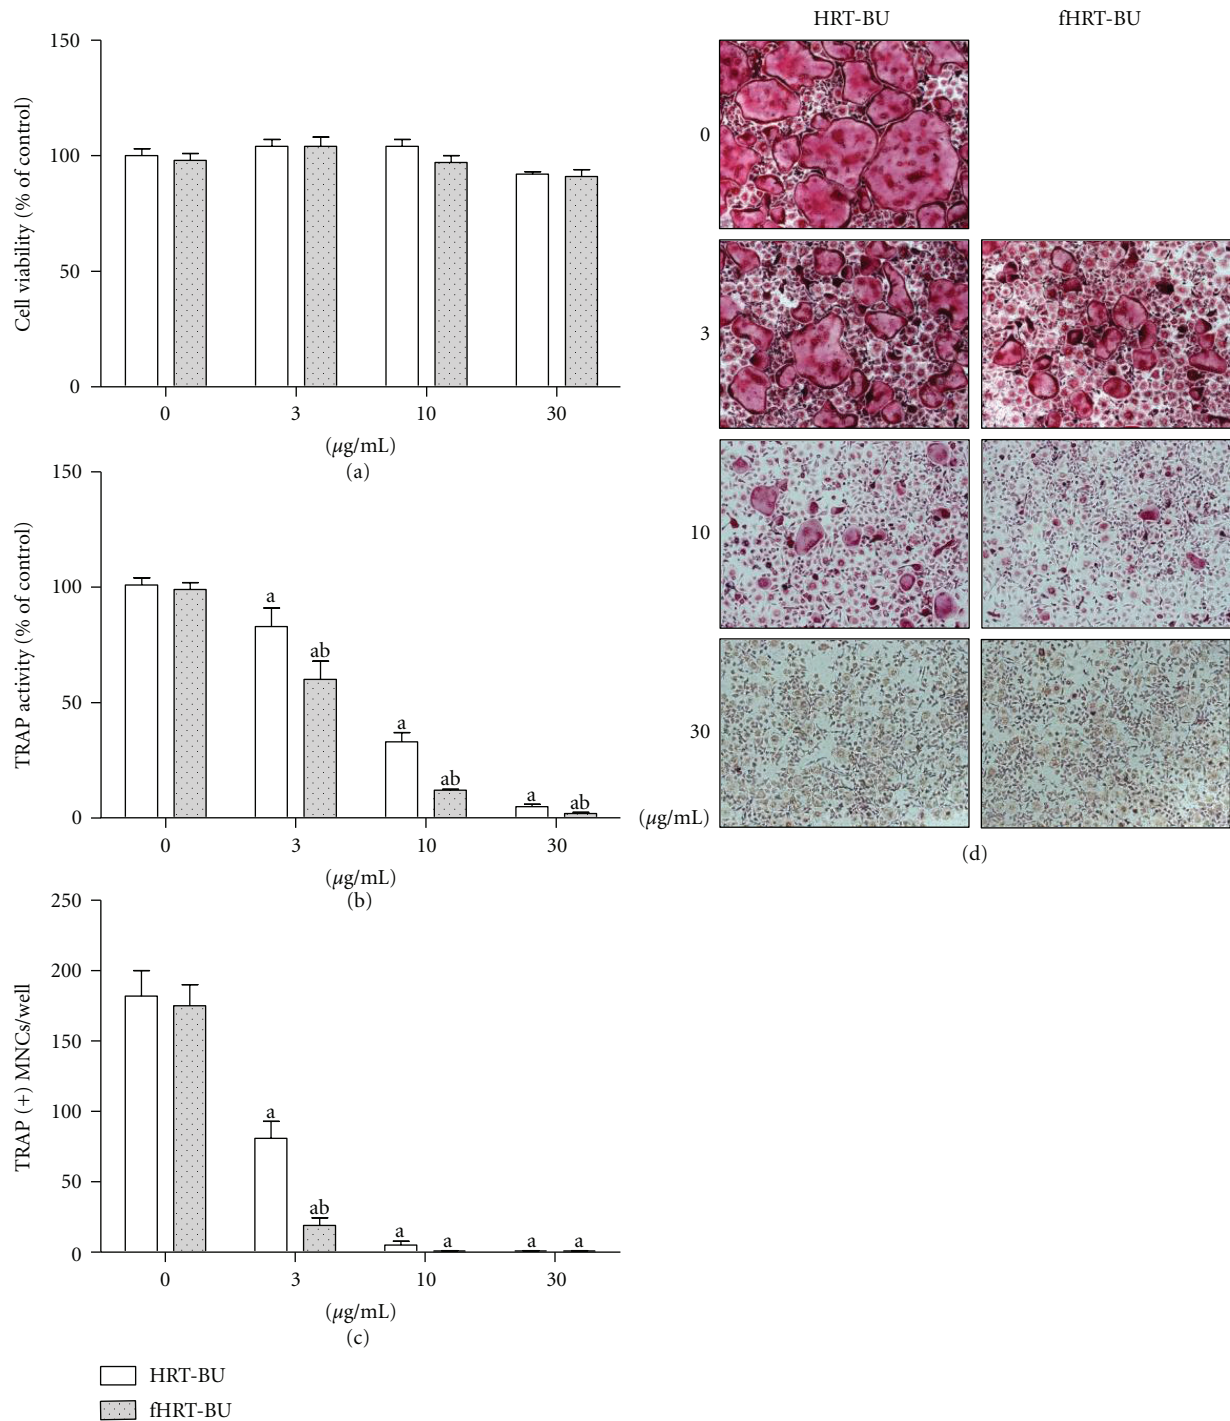 150
100
50
0
Cell viability (% of control)
0 3 10 30
(µg/mL)
(a)
150
100
50
0
TRAP activity (% of control)
a
ab
a
ab
a
ab
0 3 10 30
(µg/mL)
(b)
250
200
150
100
50
0
TRAP (+) MNCs/well
a
ab
a a a a
0 3 10 30
(µg/mL)
(c)
HRT-BU
fHRT-BU
HRT-BU fHRT-BU
0
3
10
30
(µg/mL)
(d)